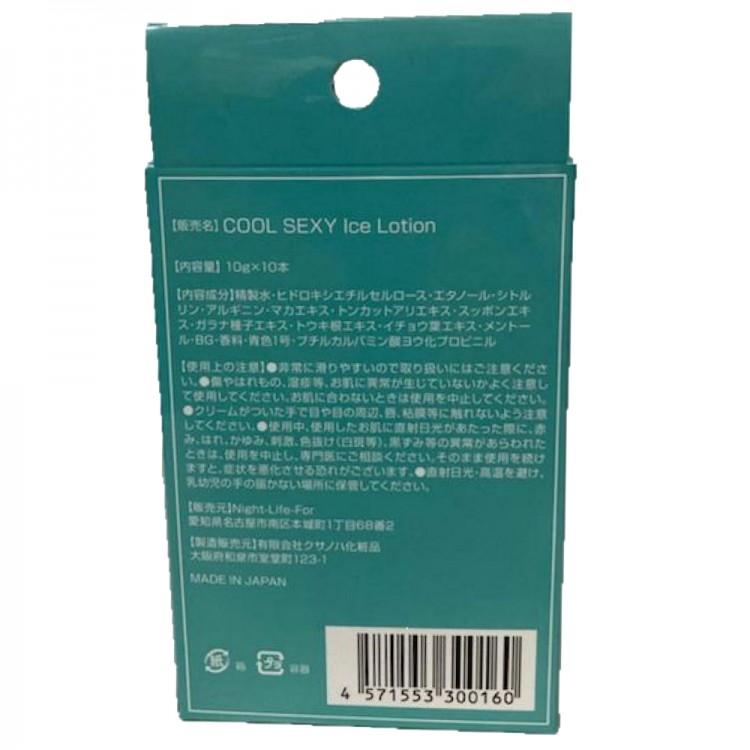 【販売名】COOL SEXY Ice Lotion
【内容量】10g×10本
【内容成分】精製水・ヒドロキシエチルセルロース・エタノール・シトル
リン・アルギニン・マカエキス・トンカットアリエキス・スッポンエキ
ス・ガラナ種子エキス・トウキ根エキス・イチョウ葉エキス・メントー
ル・BG・香料・青色1号・ブチルカルバミン酸ヨウ化プロピニル
【使用上の注意】●非常に滑りやすいので取り扱いにはご注意くださ
い。●傷やはれもの、湿疹等、お肌に異常が生じていないかよく注意し
て使用してください。お肌に合わないときは使用を中止してください。
●クリームがついた手で目や目の周辺、唇、粘膜等に触れないよう注意
してください。●使用中、使用したお肌に直射日光があたった際に、赤
み、はれ、かゆみ、刺激、色抜け(白斑等)、黒ずみ等の異常があらわれた
ときは、使用を中止し、専門医にご相談ください。そのまま使用を続け
ますと、症状を悪化させる恐れがございます。●直射日光・高温を避け、
乳幼児の手の届かない場所に保管してください。
【販売元】Night-Life-For
愛知県名古屋市南区本城町1丁目68番2
【製造販売元】有限会社クサノハ化粧品
大阪府和泉市室堂町123-1
MADE IN JAPAN
紙 箱 プラ 容器
4 571553 300160